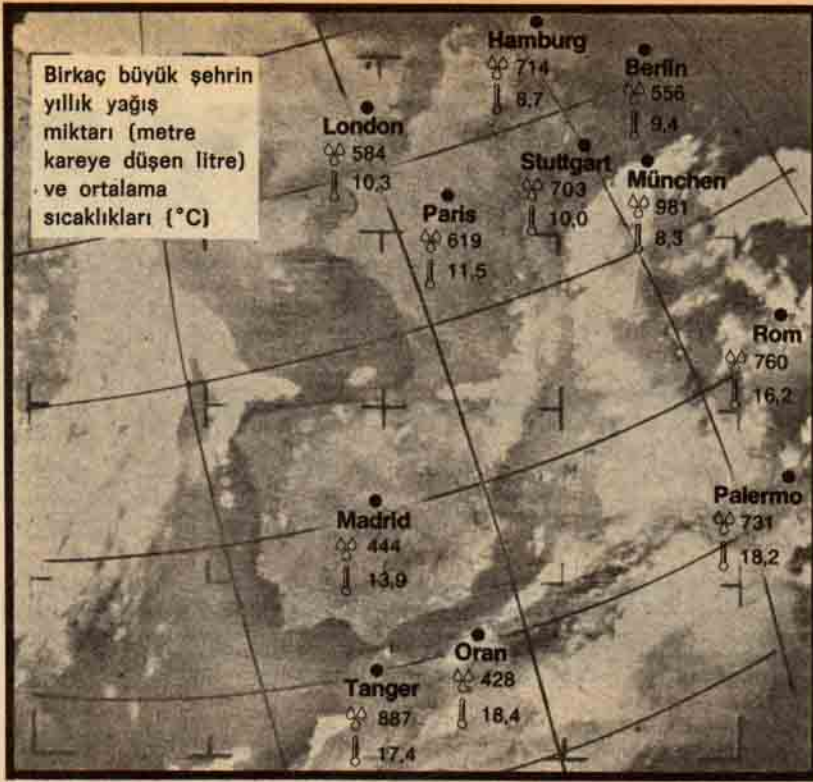 Birkaç büyük şehrin
yıllık yağış
miktarı (metre
kareye düşen litre)
ve ortalama
sıcaklıkları (°C)
Hamburg
714
8,7
Berlin
556
9,4
London
584
10,3
Stuttgart
703
10,0
München
981
8,3
Paris
619
11,5
Rom
760
16,2
Palermo
731
18,2
Madrid
444
13,9
Oran
428
18,4
Tanger
887
17,4